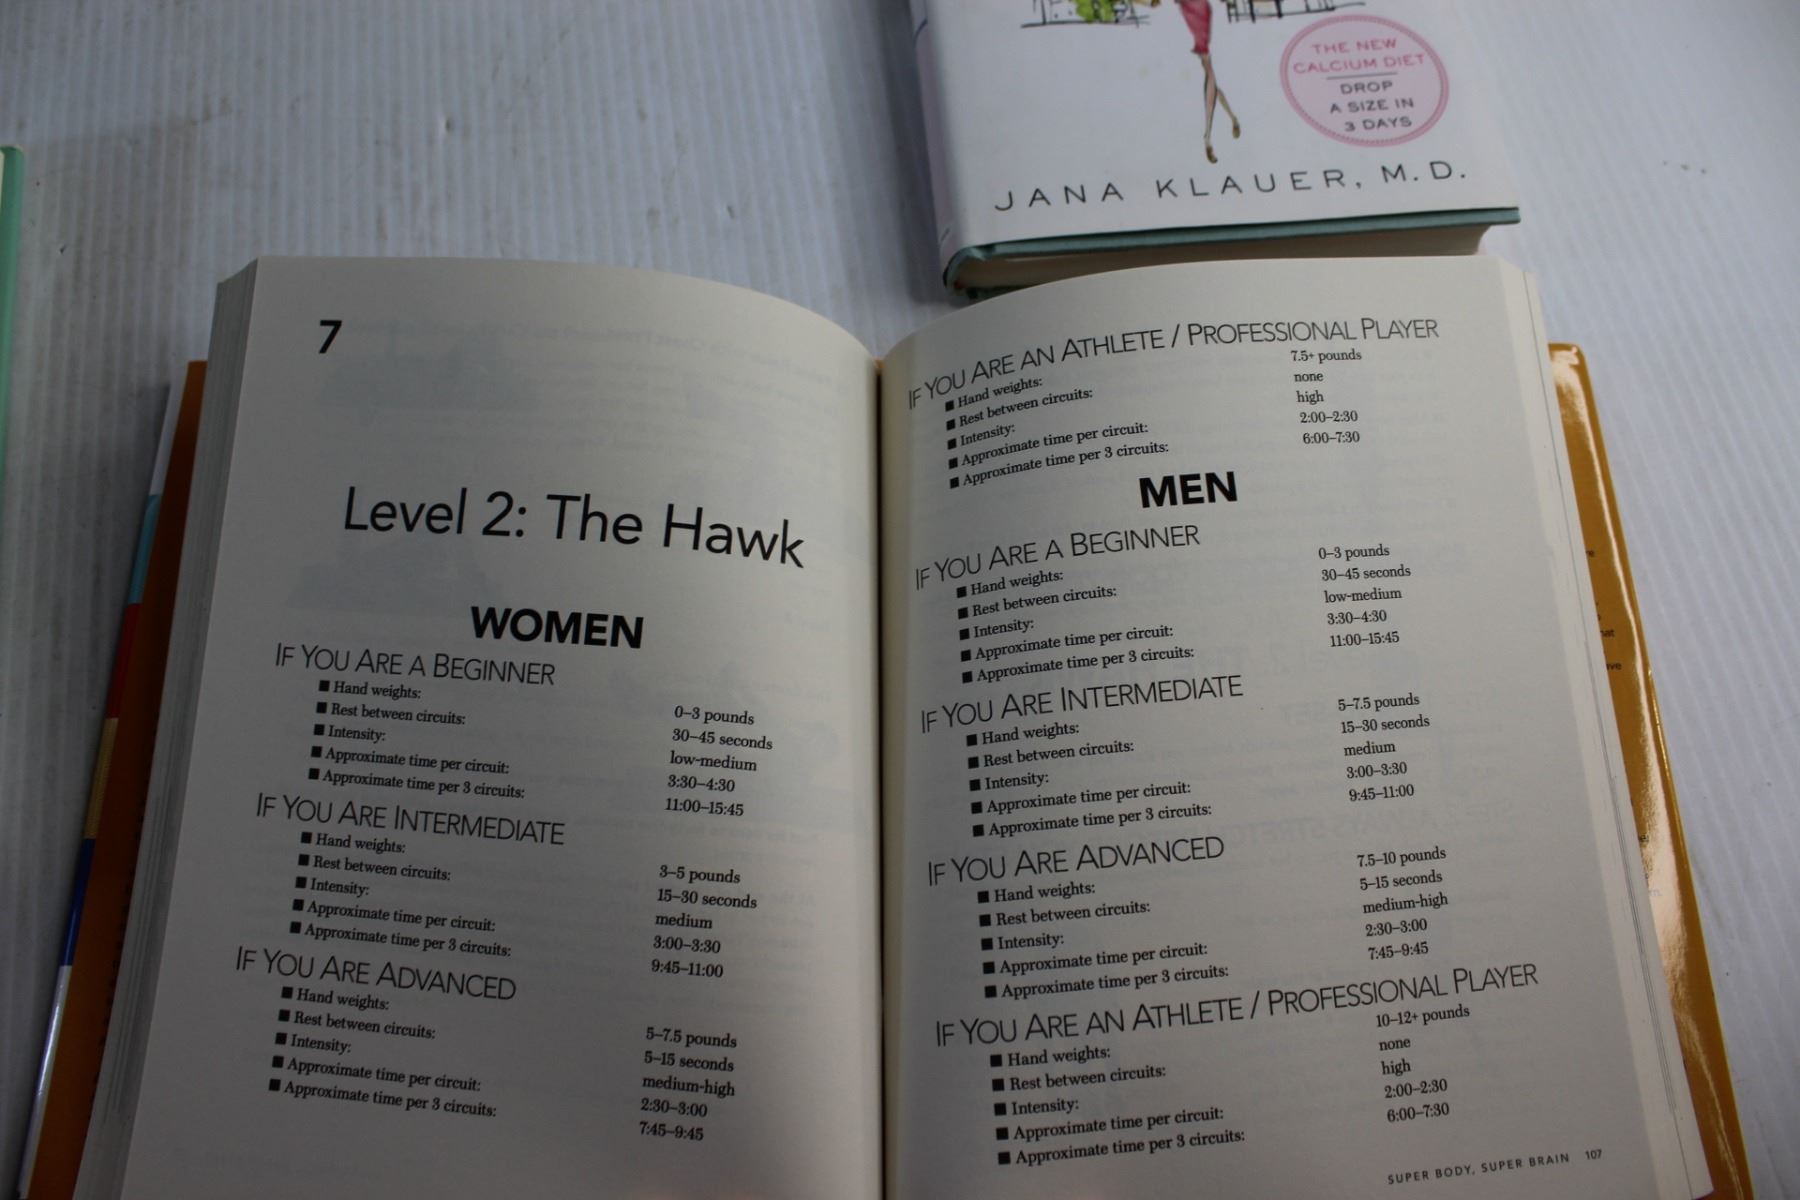 THE NEW
CALCIUM DIET
DROP
A SIZE IN
3 DAYS
JANA KLAUER, M.D.
7
Level 2: The Hawk
WOMEN
IF YOU ARE A BEGINNER
■ Hand weights: 0–3 pounds
■ Rest between circuits: 30–45 seconds
■ Intensity: low-medium
■ Approximate time per circuit: 3:30–4:30
■ Approximate time per 3 circuits: 11:00–15:45
IF YOU ARE INTERMEDIATE
■ Hand weights: 3–5 pounds
■ Rest between circuits: 15–30 seconds
■ Intensity: medium
■ Approximate time per circuit: 3:00–3:30
■ Approximate time per 3 circuits: 9:45–11:00
IF YOU ARE ADVANCED
■ Hand weights: 5–7.5 pounds
■ Rest between circuits: 5–15 seconds
■ Intensity: medium-high
■ Approximate time per circuit: 2:30–3:00
■ Approximate time per 3 circuits: 7:45–9:45
IF YOU ARE AN ATHLETE / PROFESSIONAL PLAYER
■ Hand weights: 7.5+ pounds
■ Rest between circuits: none
■ Intensity: high
■ Approximate time per circuit: 2:00–2:30
■ Approximate time per 3 circuits: 6:00–7:30
MEN
IF YOU ARE A BEGINNER
■ Hand weights: 0–3 pounds
■ Rest between circuits: 30–45 seconds
■ Intensity: low-medium
■ Approximate time per circuit: 3:30–4:30
■ Approximate time per 3 circuits: 11:00–15:45
IF YOU ARE INTERMEDIATE
■ Hand weights: 5–7.5 pounds
■ Rest between circuits: 15–30 seconds
■ Intensity: medium
■ Approximate time per circuit: 3:00–3:30
■ Approximate time per 3 circuits: 9:45–11:00
IF YOU ARE ADVANCED
■ Hand weights: 7.5–10 pounds
■ Rest between circuits: 5–15 seconds
■ Intensity: medium-high
■ Approximate time per circuit: 2:30–3:00
■ Approximate time per 3 circuits: 7:45–9:45
IF YOU ARE AN ATHLETE / PROFESSIONAL PLAYER
■ Hand weights: 10–12+ pounds
■ Rest between circuits: none
■ Intensity: high
■ Approximate time per circuit: 2:00–2:30
■ Approximate time per 3 circuits: 6:00–7:30
SUPER BODY, SUPER BRAIN 107